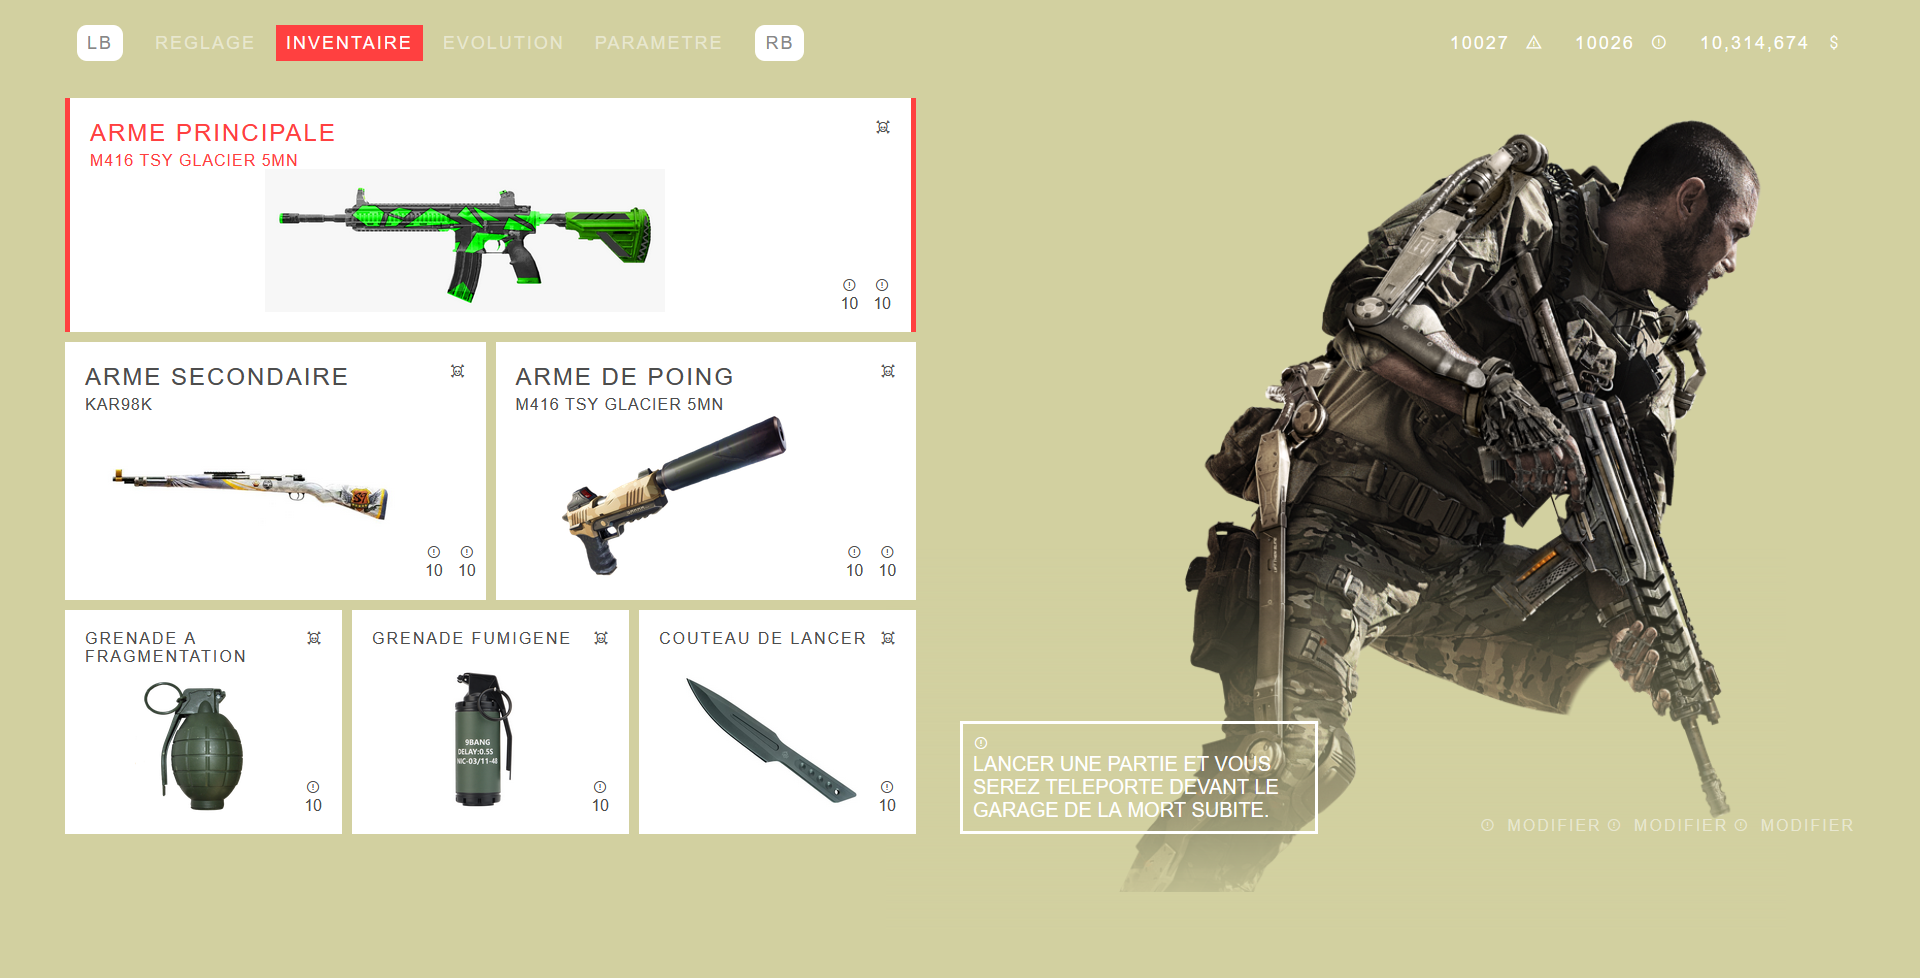 LB REGLAGE INVENTAIRE EVOLUTION PARAMETRE RB
10027 10026 10,314,674 $
ARME PRINCIPALE
M416 TSY GLACIER 5MN
10 10
ARME SECONDAIRE
KAR98K
10 10
ARME DE POING
M416 TSY GLACIER 5MN
10 10
GRENADE A
FRAGMENTATION
10
GRENADE FUMIGENE
9BANG
DELAY:0.5S
NIC-03/11-48
10
COUTEAU DE LANCER
10
LANCER UNE PARTIE ET VOUS
SEREZ TELEPORTE DEVANT LE
GARAGE DE LA MORT SUBITE.
MODIFIER MODIFIER MODIFIER